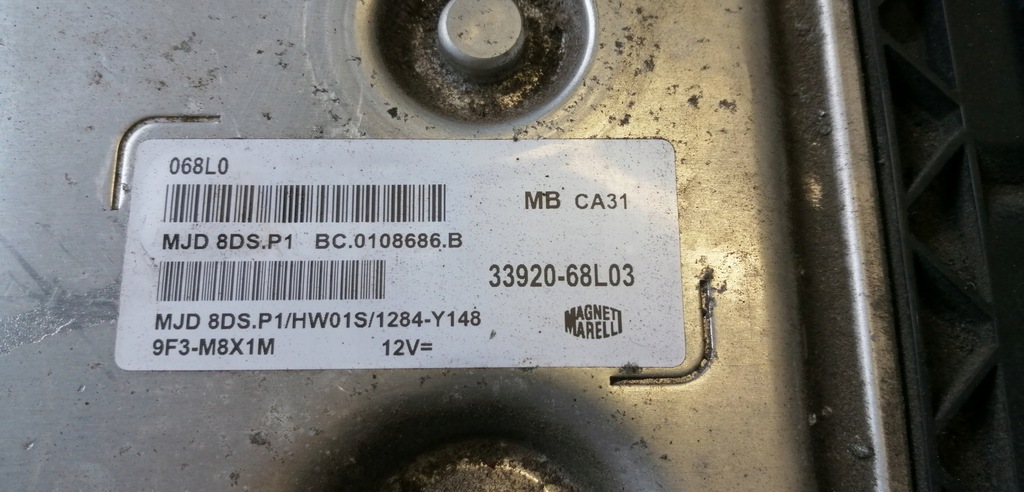 068L0
MB CA31
MJD 8DS.P1 BC.0108686.B
33920-68L03
MJD 8DS.P1/HW01S/1284-Y148
MAGNETI
MARELLI
9F3-M8X1M 12V=